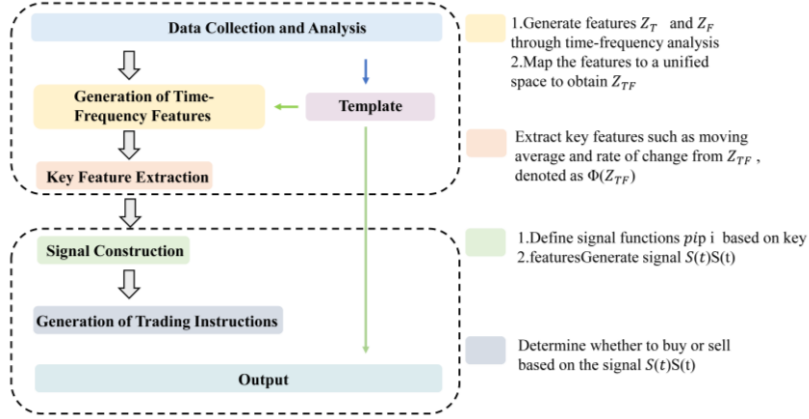 Data Collection and Analysis
Generation of Time-
Frequency Features
Template
Key Feature Extraction
Signal Construction
Generation of Trading Instructions
Output
1.Generate features Z_T and Z_F
through time-frequency analysis
2.Map the features to a unified
space to obtain Z_TF
Extract key features such as moving
average and rate of change from Z_TF ,
denoted as Φ(Z_TF)
1.Define signal functions pip i based on key
2.featuresGenerate signal S(t)S(t)
Determine whether to buy or sell
based on the signal S(t)S(t)